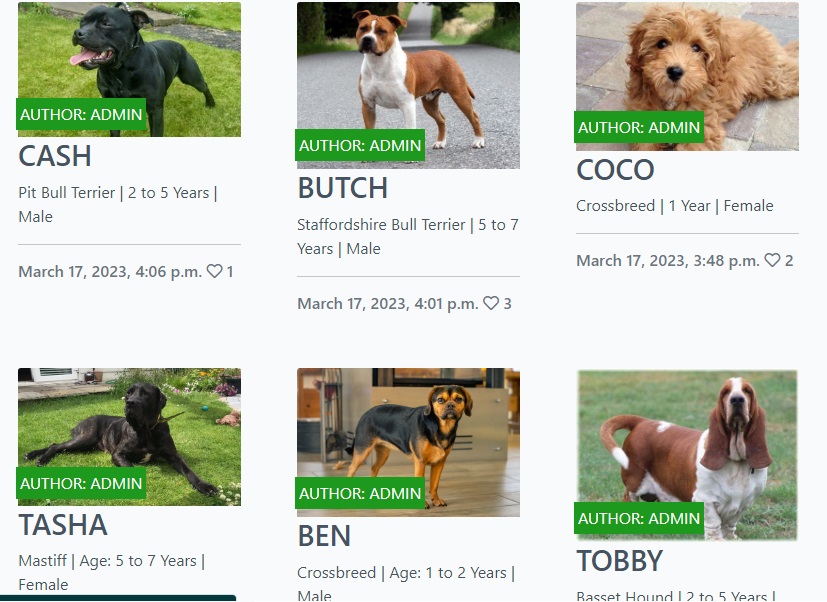 AUTHOR: ADMIN
CASH
Pit Bull Terrier | 2 to 5 Years |
Male
March 17, 2023, 4:06 p.m. 1
AUTHOR: ADMIN
BUTCH
Staffordshire Bull Terrier | 5 to 7
Years | Male
March 17, 2023, 4:01 p.m. 3
AUTHOR: ADMIN
COCO
Crossbreed | 1 Year | Female
March 17, 2023, 3:48 p.m. 2
AUTHOR: ADMIN
TASHA
Mastiff | Age: 5 to 7 Years |
Female
AUTHOR: ADMIN
BEN
Crossbreed | Age: 1 to 2 Years |
Male
AUTHOR: ADMIN
TOBBY
Basset Hound | 2 to 5 Years |